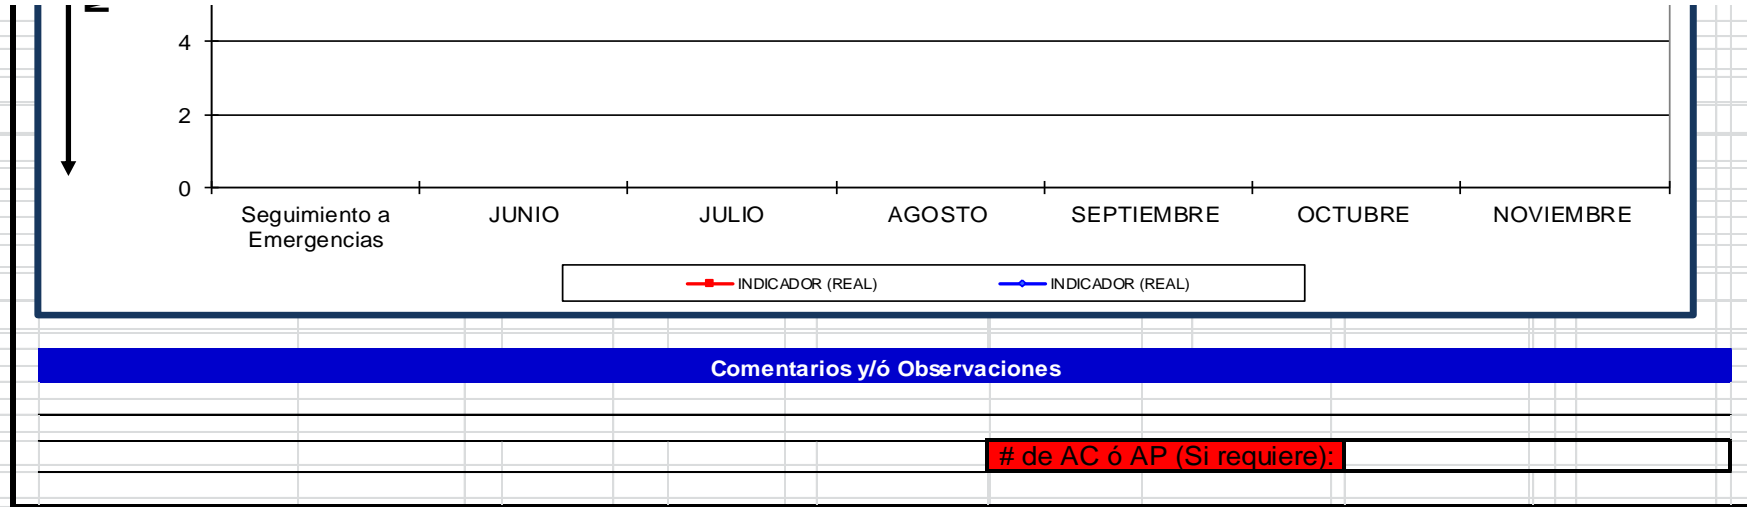 4
2
0
Seguimiento a
Emergencias
JUNIO
JULIO
AGOSTO
SEPTIEMBRE
OCTUBRE
NOVIEMBRE
INDICADOR (REAL)
INDICADOR (REAL)
Comentarios y/ó Observaciones
# de AC ó AP (Si requiere):